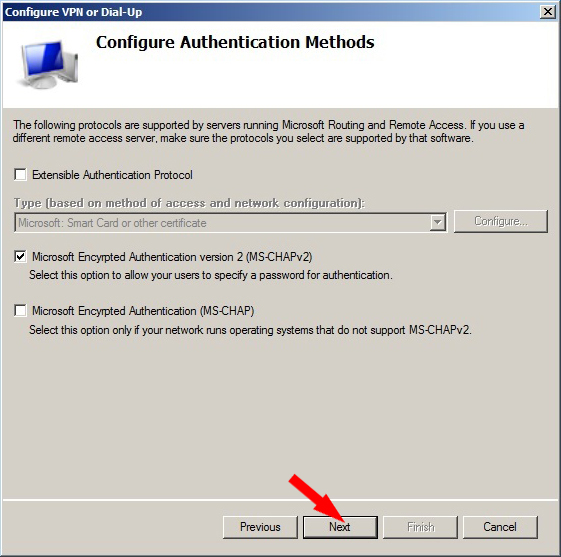 Configure VPN or Dial-Up
Configure Authentication Methods
The following protocols are supported by servers running Microsoft Routing and Remote Access. If you use a
different remote access server, make sure the protocols you select are supported by that software.
Extensible Authentication Protocol
Type (based on method of access and network configuration):
Microsoft: Smart Card or other certificate
Configure...
Microsoft Encyrpted Authentication version 2 (MS-CHAPv2)
Select this option to allow your users to specify a password for authentication.
Microsoft Encyrpted Authentication (MS-CHAP)
Select this option only if your network runs operating systems that do not support MS-CHAPv2.
Previous
Next
Finish
Cancel